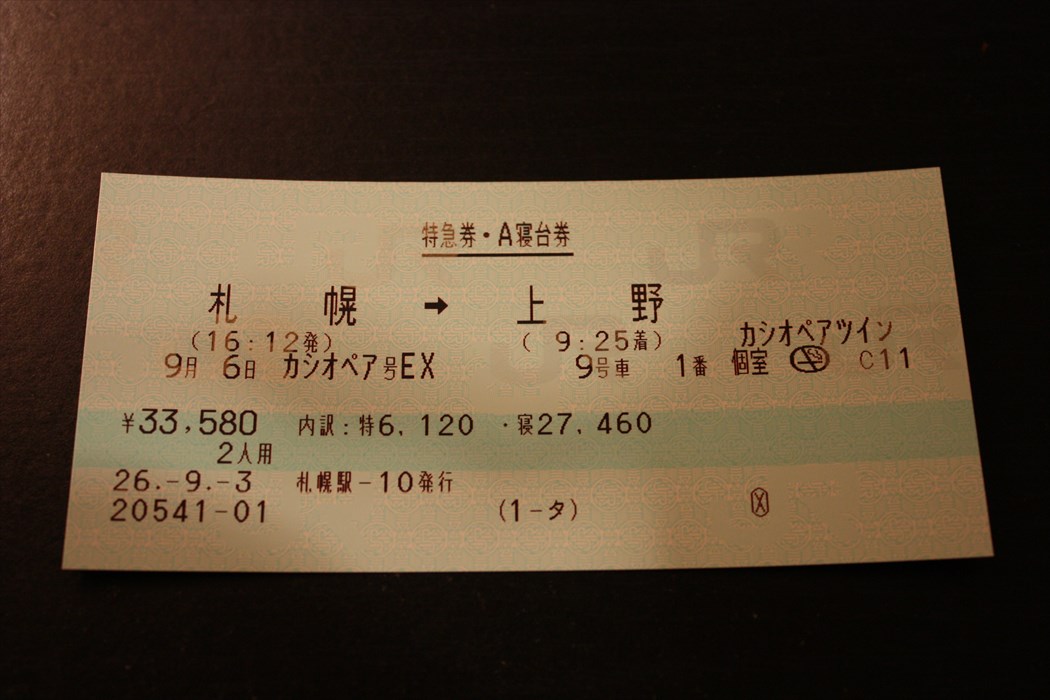 特急券・A寝台券
札幌 → 上野
(16:12発) ( 9:25着) カシオペアツイン
9月 6日 カシオペア号EX 9号車 1番 個室 C11
¥33,580 内訳:特6,120 ・寝27,460
2人用
26.-9.-3 札幌駅-10発行
20541-01 (1-タ) X
JR